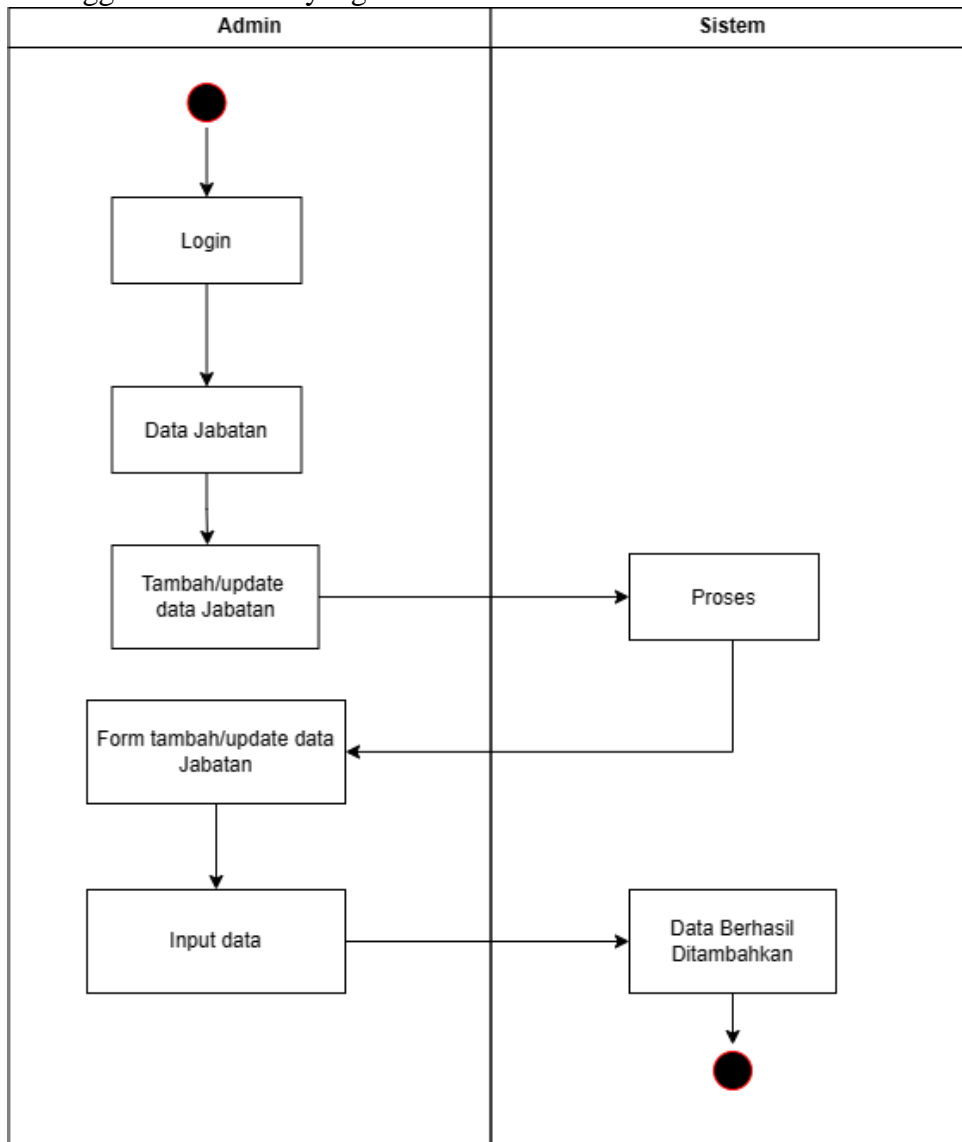 Admin
Sistem
Login
Data Jabatan
Tambah/update
data Jabatan
Proses
Form tambah/update data
Jabatan
Input data
Data Berhasil
Ditambahkan